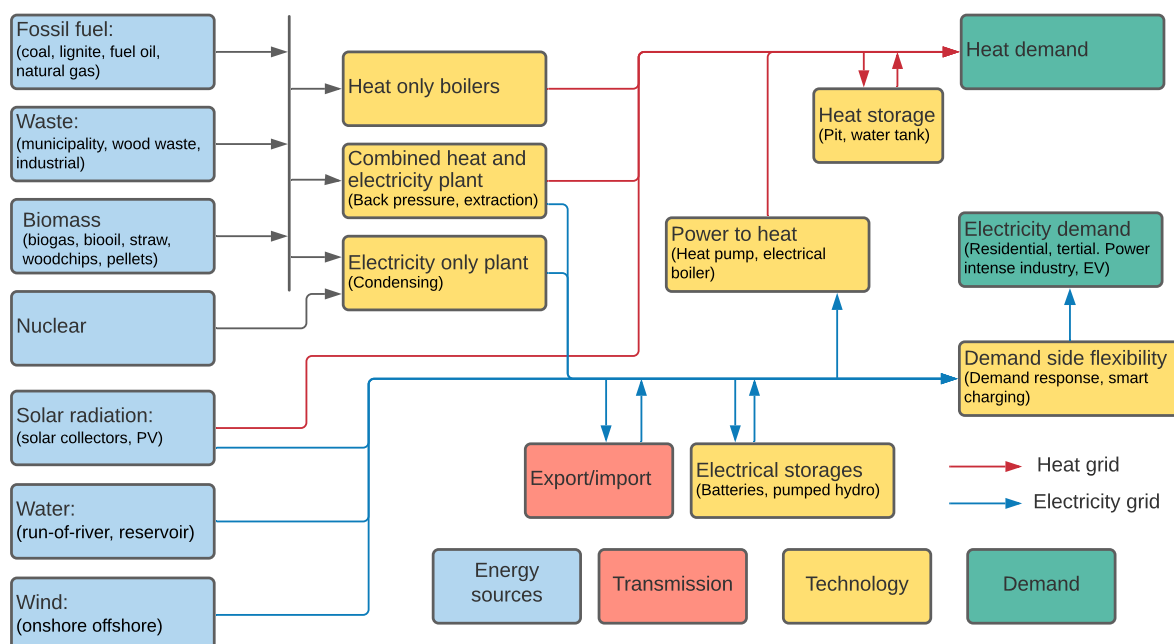 Fossil fuel:
(coal, lignite, fuel oil,
natural gas)
Waste:
(municipality, wood waste,
industrial)
Biomass
(biogas, biooil, straw,
woodchips, pellets)
Nuclear
Solar radiation:
(solar collectors, PV)
Water:
(run-of-river, reservoir)
Wind:
(onshore offshore)
Heat only boilers
Combined heat and
electricity plant
(Back pressure, extraction)
Electricity only plant
(Condensing)
Power to heat
(Heat pump, electrical
boiler)
Heat storage
(Pit, water tank)
Heat demand
Electricity demand
(Residential, tertial. Power
intense industry, EV)
Demand side flexibility
(Demand response, smart
charging)
Export/import
Electrical storages
(Batteries, pumped hydro)
Heat grid
Electricity grid
Energy
sources
Transmission
Technology
Demand